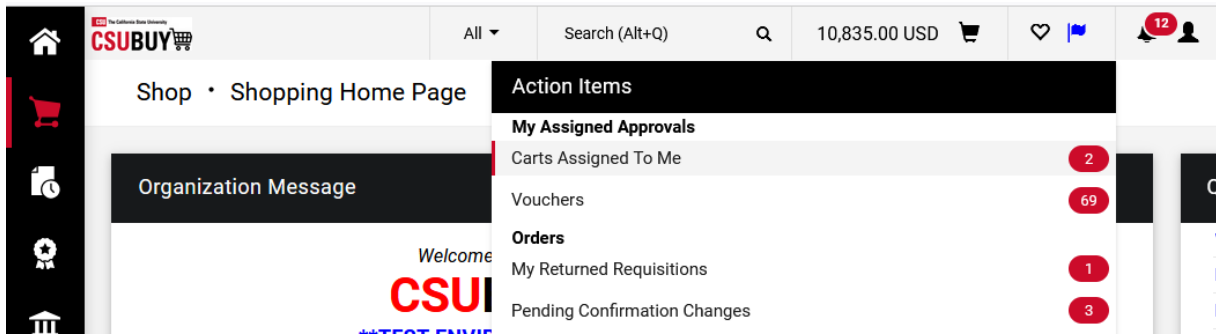 CSU The California State University
CSUBUY
All
Search (Alt+Q)
10,835.00 USD
12
Shop · Shopping Home Page
Action Items
My Assigned Approvals
Carts Assigned To Me 2
Vouchers 69
Orders
My Returned Requisitions 1
Pending Confirmation Changes 3
Organization Message
Welcome
CSU
**TEST ENVIR